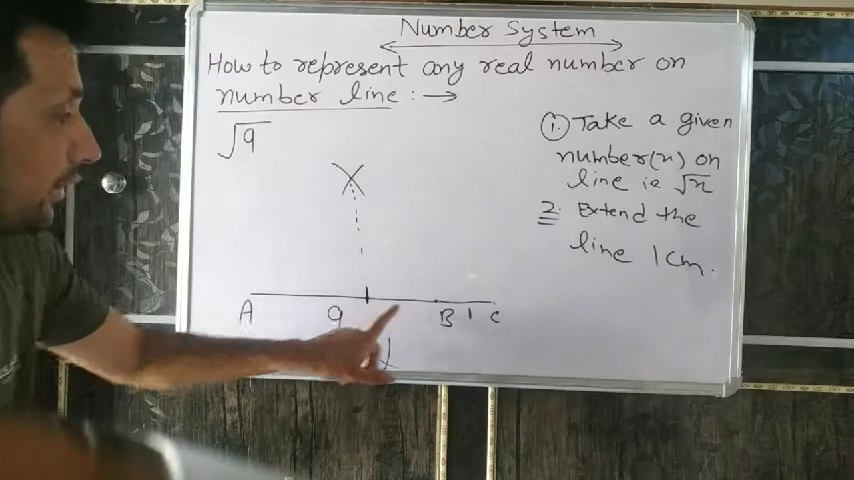 Number System
How to represent any real number on
number line : →
√9
① Take a given
number(n) on
line ie √n
2. Extend the
line 1cm.
A 9 B 1 C